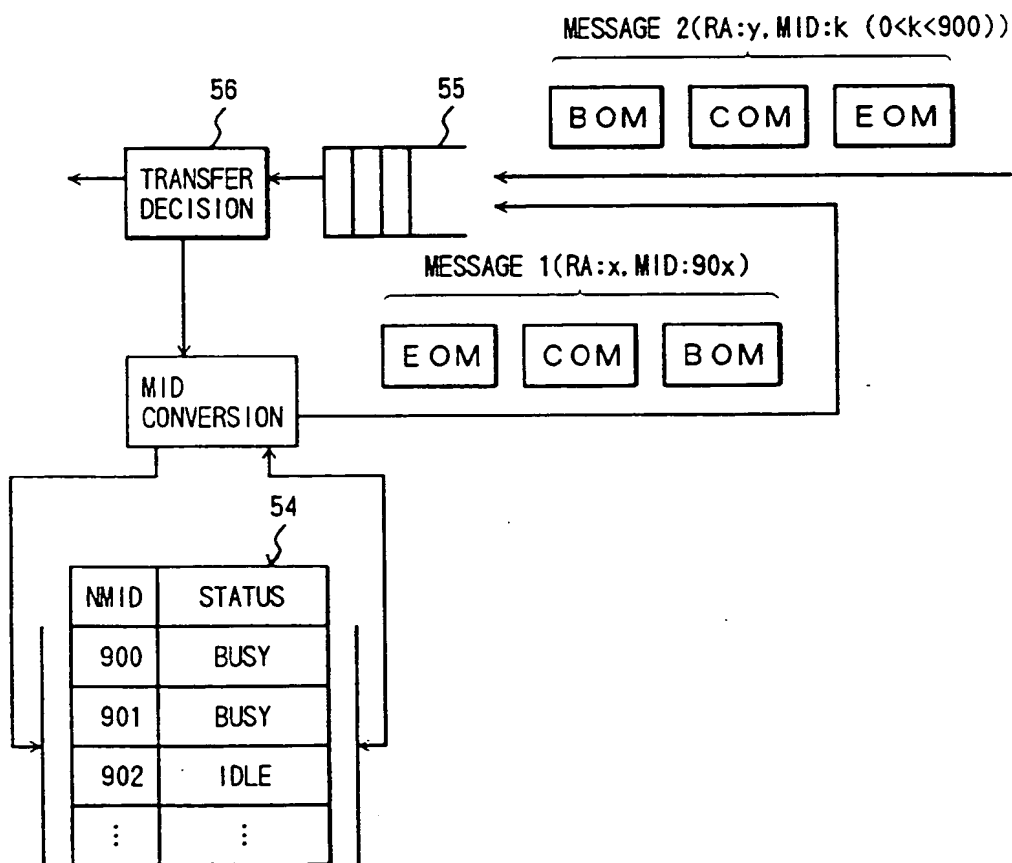 MESSAGE 2(RA:y, MID:k (0<k<900))
56
55
BOM
COM
EOM
TRANSFER
DECISION
MESSAGE 1(RA:x, MID:90x)
EOM
COM
BOM
MID
CONVERSION
54
NMID STATUS
900 BUSY
901 BUSY
902 IDLE
⋮ ⋮